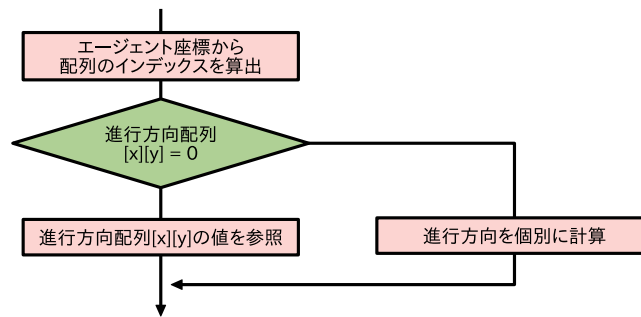 エージェント座標から
配列のインデックスを算出
進行方向配列
[x][y] = 0
進行方向配列[x][y]の値を参照
進行方向を個別に計算